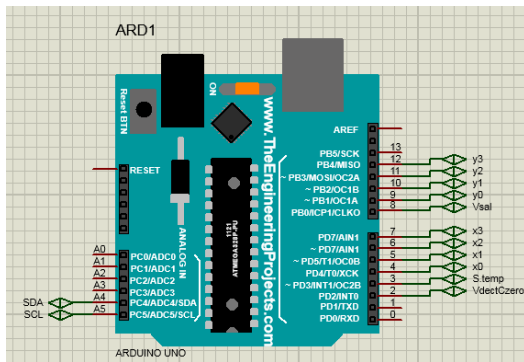 ARD1
Reset BTN
ON
www.TheEngineeringProjects.com
ANALOG IN
ATMEGA328P-PU
1121
RESET
A0 PC0/ADC0
A1 PC1/ADC1
A2 PC2/ADC2
A3 PC3/ADC3
SDA A4 PC4/ADC4/SDA
SCL A5 PC5/ADC5/SCL
AREF
PB5/SCK 13
PB4/MISO 12 y3
~ PB3/MOSI/OC2A 11 y2
~ PB2/OC1B 10 y1
~ PB1/OC1A 9 y0
PB0/ICP1/CLKO 8 Vsal
PD7/AIN1 7 x3
~ PD7/AIN1 6 x2
~ PD5/T1/OC0B 5 x1
PD4/T0/XCK 4 x0
~ PD3/INT1/OC2B 3 S.temp
PD2/INT0 2 VdectCzero
PD1/TXD 1
PD0/RXD 0
ARDUINO UNO